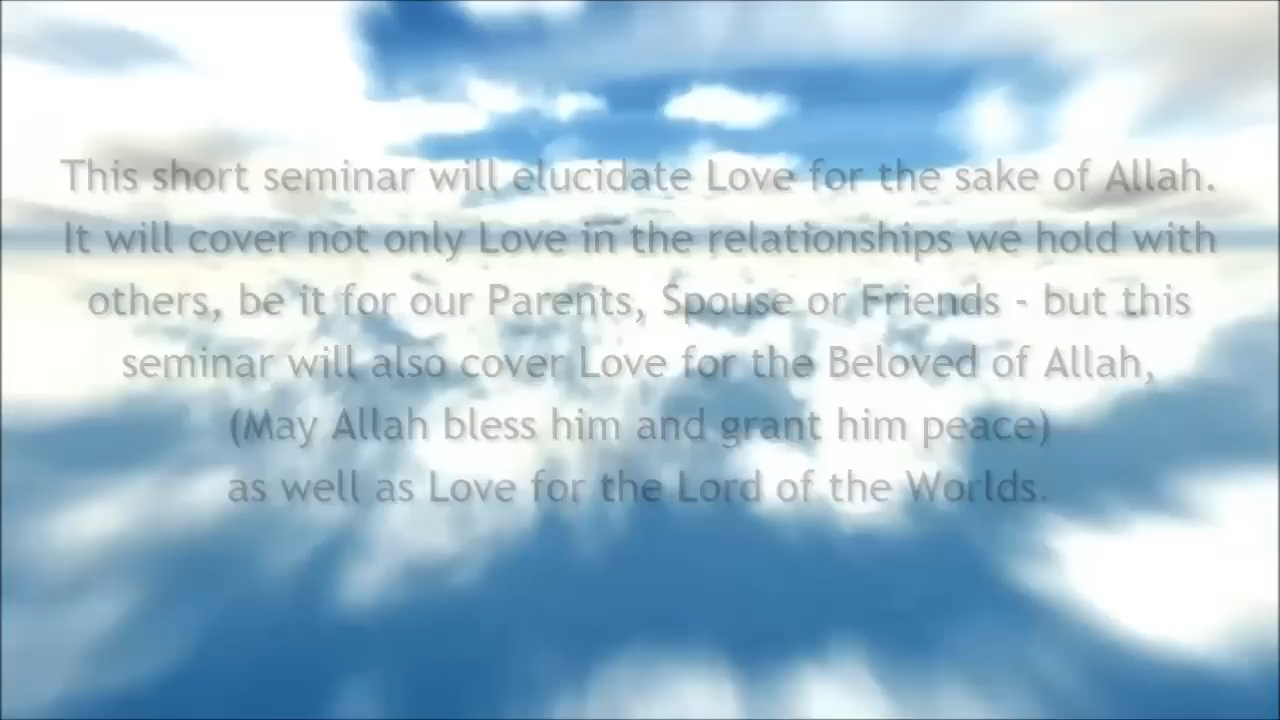 This short seminar will elucidate Love for the sake of Allah.
It will cover not only Love in the relationships we hold with
others, be it for our Parents, Spouse or Friends - but this
seminar will also cover Love for the Beloved of Allah,
(May Allah bless him and grant him peace)
as well as Love for the Lord of the Worlds.